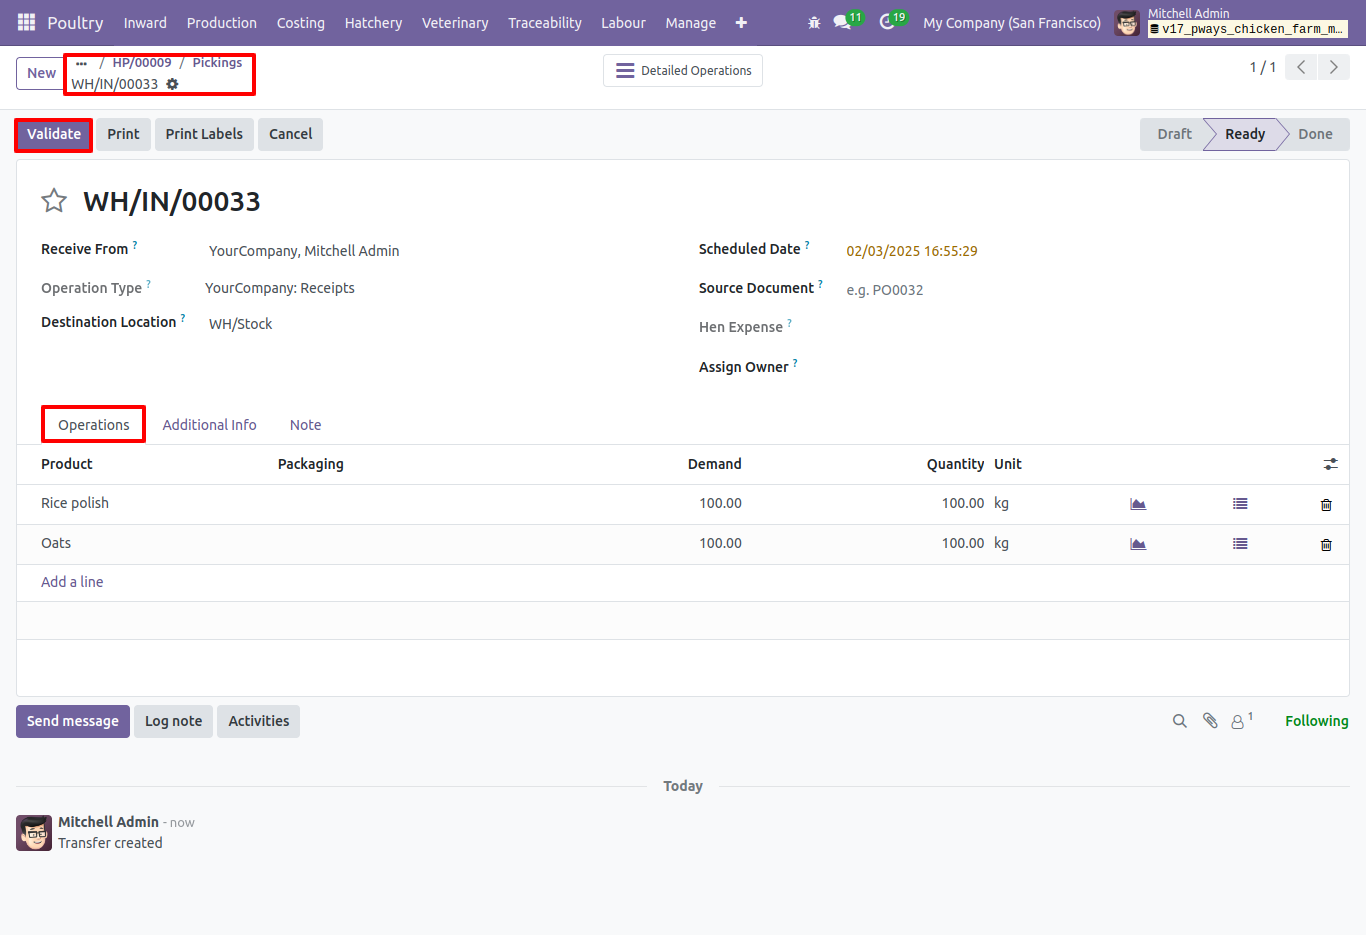 Poultry Inward Production Costing Hatchery Veterinary Traceability Labour Manage 11 19 My Company (San Francisco) Mitchell Admin
v17_pways_chicken_farm_m...
New ... / HP/00009 / Pickings
WH/IN/00033
Detailed Operations
1 / 1
Validate Print Print Labels Cancel Draft Ready Done
WH/IN/00033
Receive From ? YourCompany, Mitchell Admin Scheduled Date ? 02/03/2025 16:55:29
Operation Type ? YourCompany: Receipts Source Document ? e.g. PO0032
Destination Location ? WH/Stock Hen Expense ?
Assign Owner ?
Operations Additional Info Note
Product Packaging Demand Quantity Unit
Rice polish 100.00 100.00 kg
Oats 100.00 100.00 kg
Add a line
Send message Log note Activities 1 Following
Today
Mitchell Admin - now
Transfer created